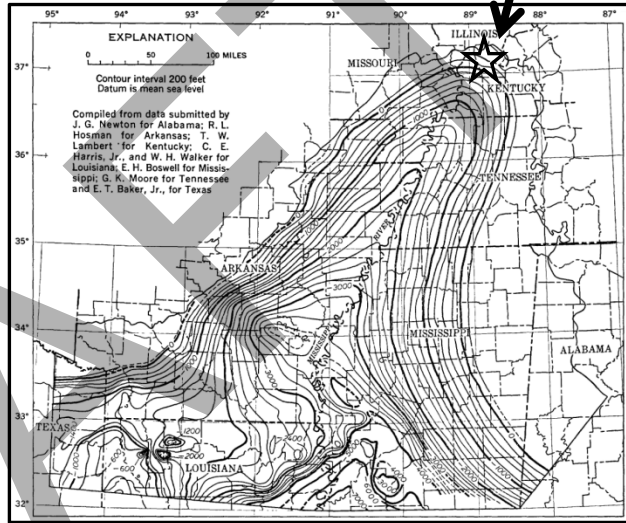 95° 94° 93° 92° 91° 90° 89° 88° 87°
EXPLANATION
0 50 100 MILES
Contour interval 200 feet
Datum is mean sea level
Compiled from data submitted by
J. G. Newton for Alabama; R. L.
Hosman for Arkansas; T. W.
Lambert for Kentucky; C. E.
Harris, Jr., and W. H. Walker for
Louisiana; E. H. Boswell for Missis-
sippi; G. K. Moore for Tennessee
and E. T. Baker, Jr., for Texas
ILLINOIS
MISSOURI
37°
KENTUCKY
1000
36°
TENNESSEE
RIVER
35°
ARKANSAS
2000
3000
34°
MISSISSIPPI
ALABAMA
33°
TEXAS
1200
2000
2400
LOUISIANA
32°